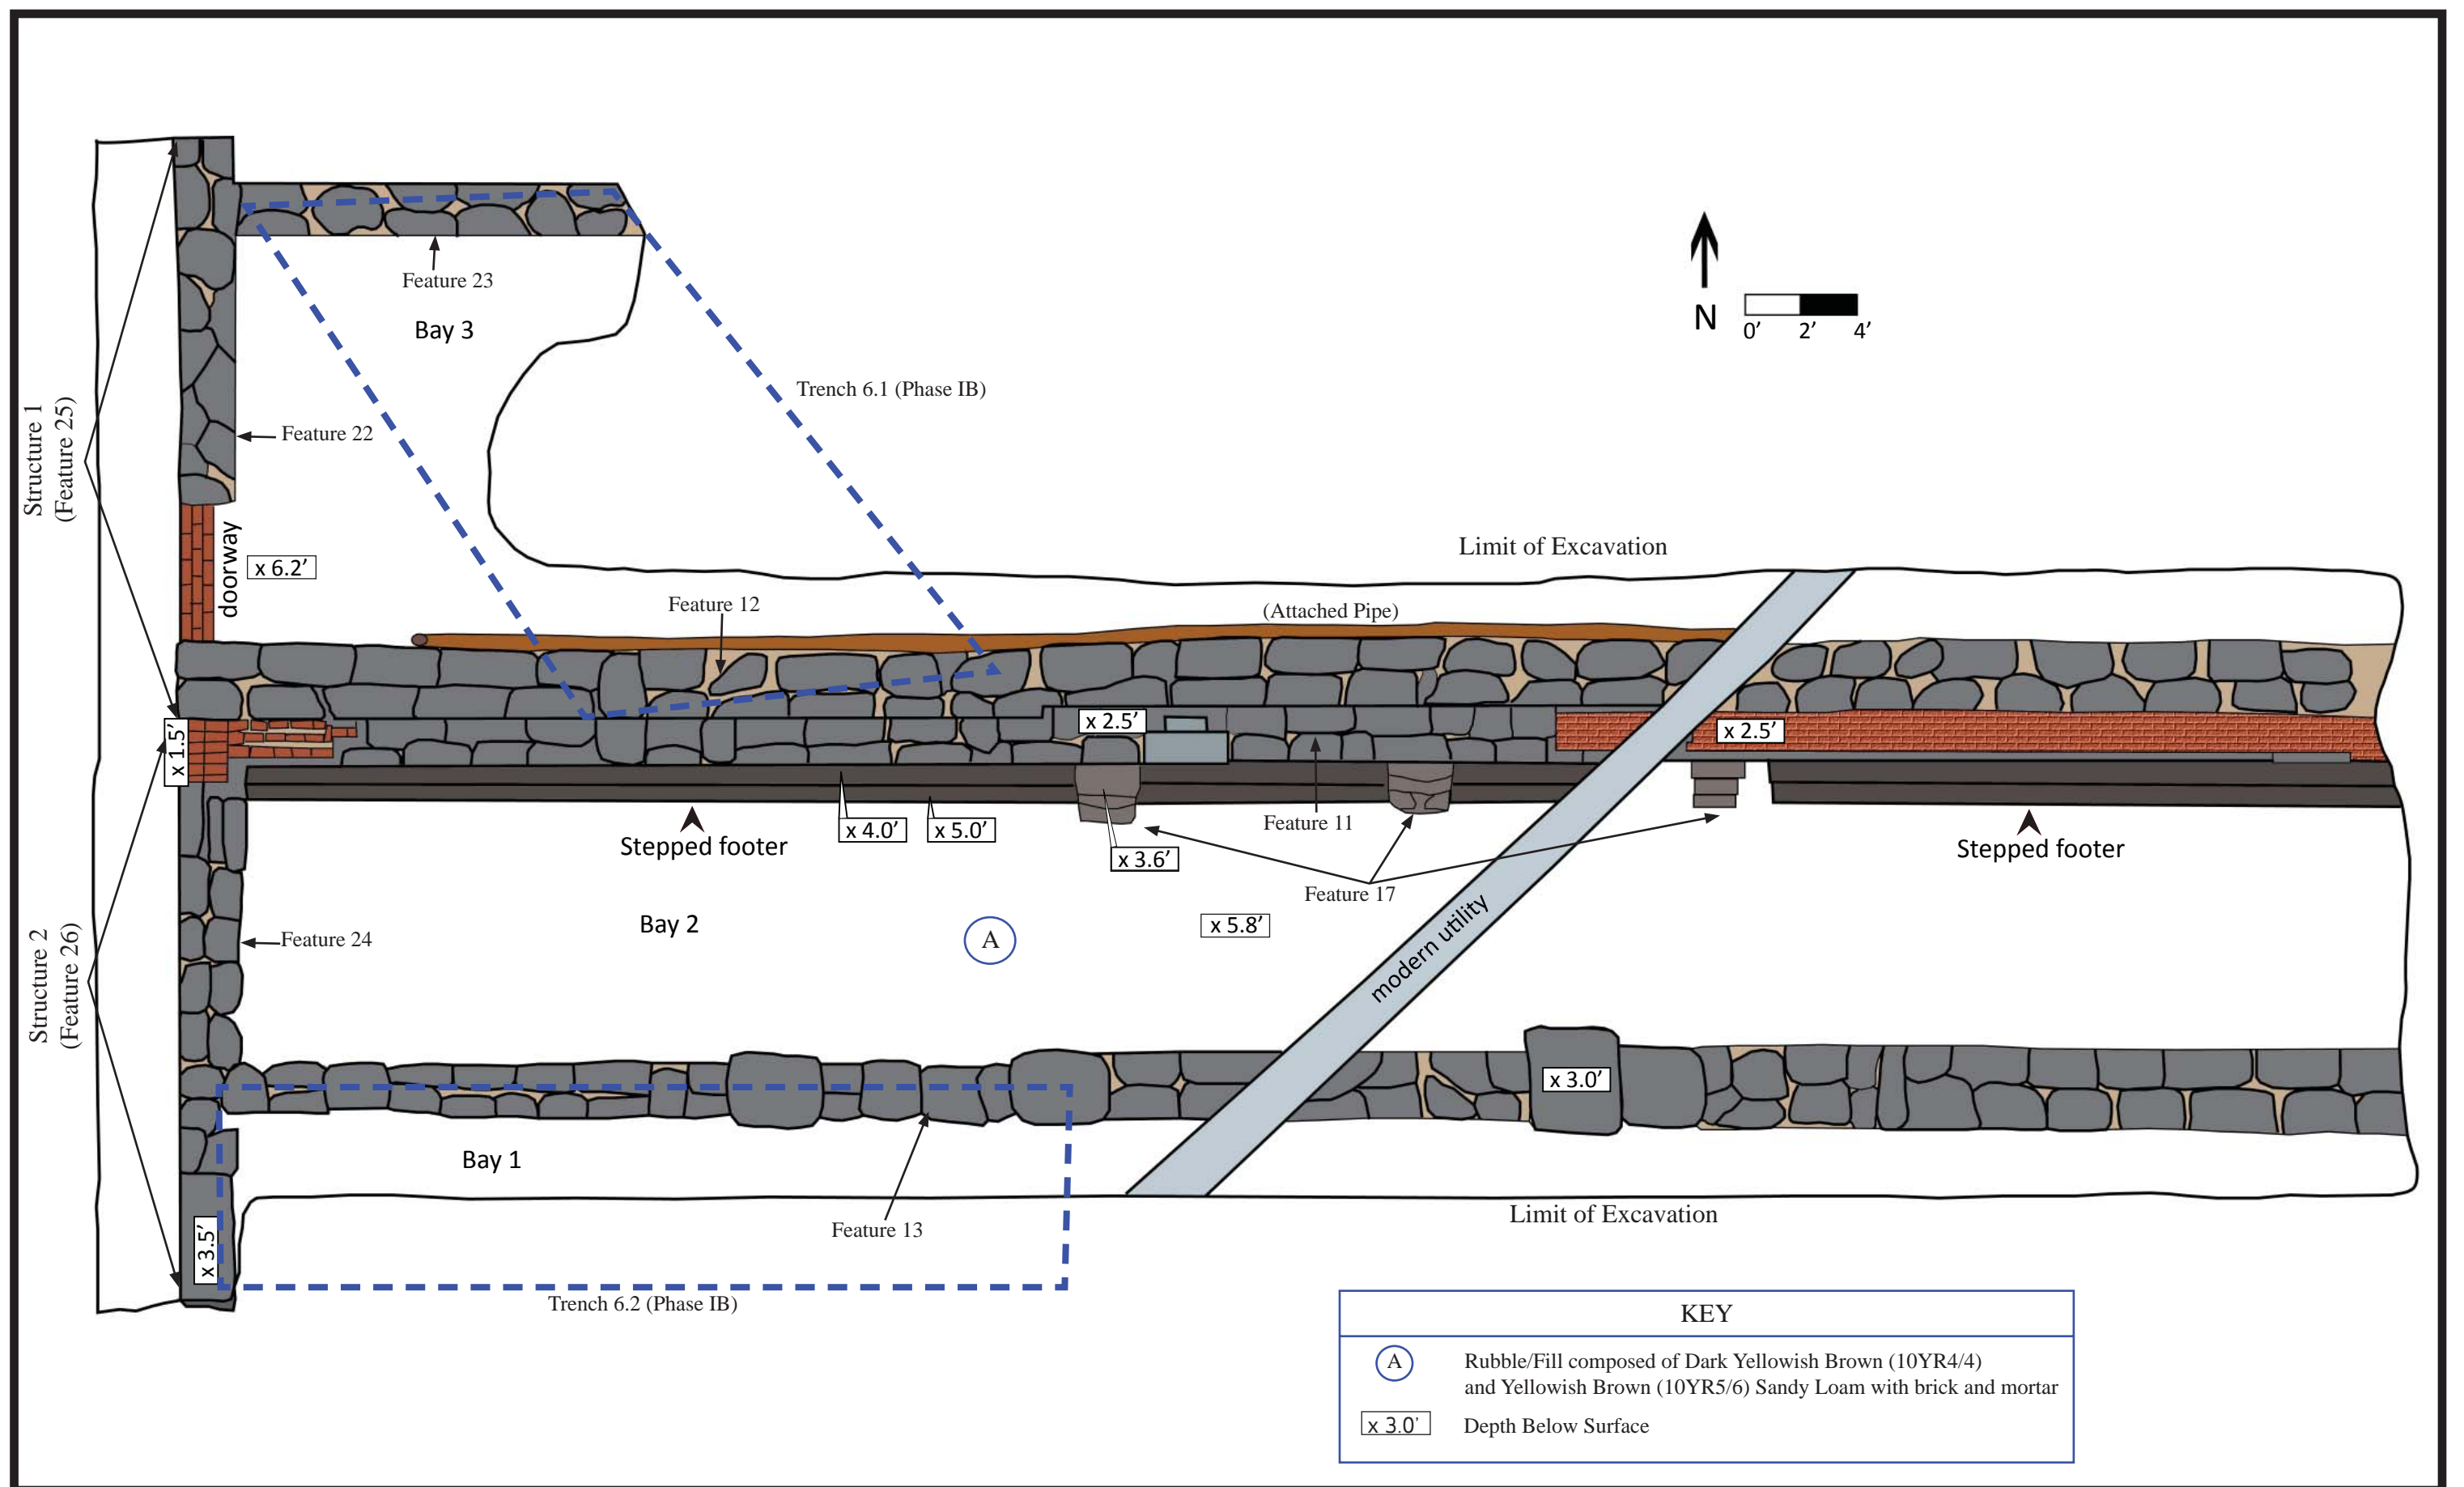 Feature 23
Bay 3
N
0’ 2’ 4’
Trench 6.1 (Phase IB)
Structure 1
(Feature 25)
Feature 22
doorway
x 6.2’
Limit of Excavation
Feature 12
(Attached Pipe)
x 1.5’
x 2.5’
x 2.5’
Stepped footer
x 4.0’
x 5.0’
x 3.6’
Feature 11
Stepped footer
Feature 17
Structure 2
(Feature 26)
Feature 24
Bay 2
A
x 5.8’
modern utility
x 3.0’
Bay 1
x 3.5’
Feature 13
Limit of Excavation
Trench 6.2 (Phase IB)
KEY
A Rubble/Fill composed of Dark Yellowish Brown (10YR4/4)
and Yellowish Brown (10YR5/6) Sandy Loam with brick and mortar
x 3.0' Depth Below Surface